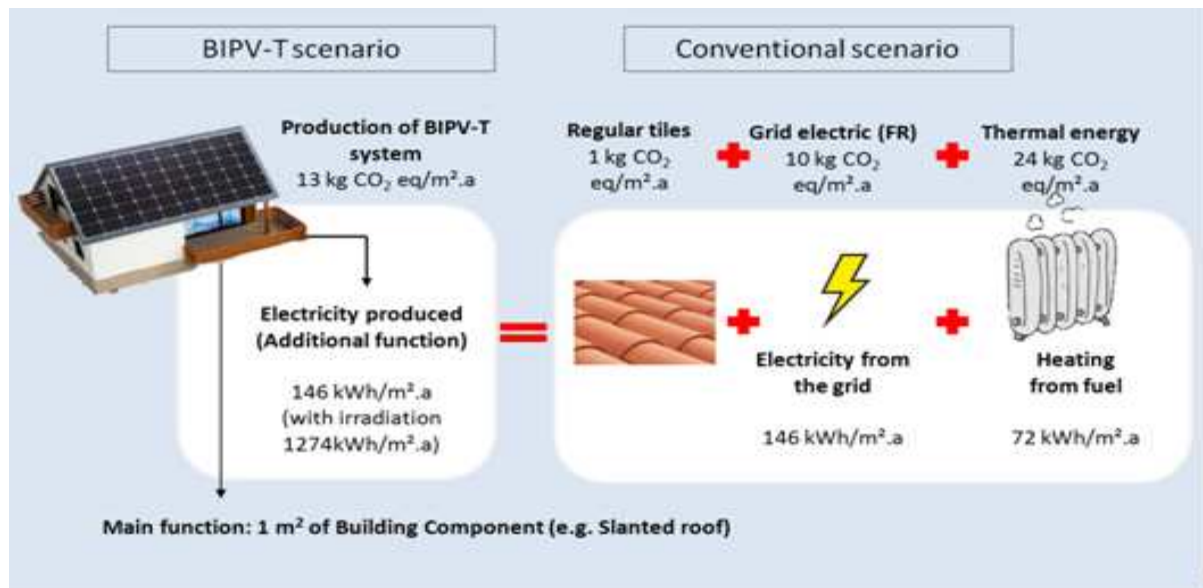 BIPV-T scenario
Conventional scenario
Production of BIPV-T
system
13 kg CO₂ eq/m².a
Regular tiles
1 kg CO₂
eq/m².a
Grid electric (FR)
10 kg CO₂
eq/m².a
Thermal energy
24 kg CO₂
eq/m².a
Electricity produced
(Additional function)
146 kWh/m².a
(with irradiation
1274kWh/m².a)
Electricity from
the grid
146 kWh/m².a
Heating
from fuel
72 kWh/m².a
Main function: 1 m² of Building Component (e.g. Slanted roof)